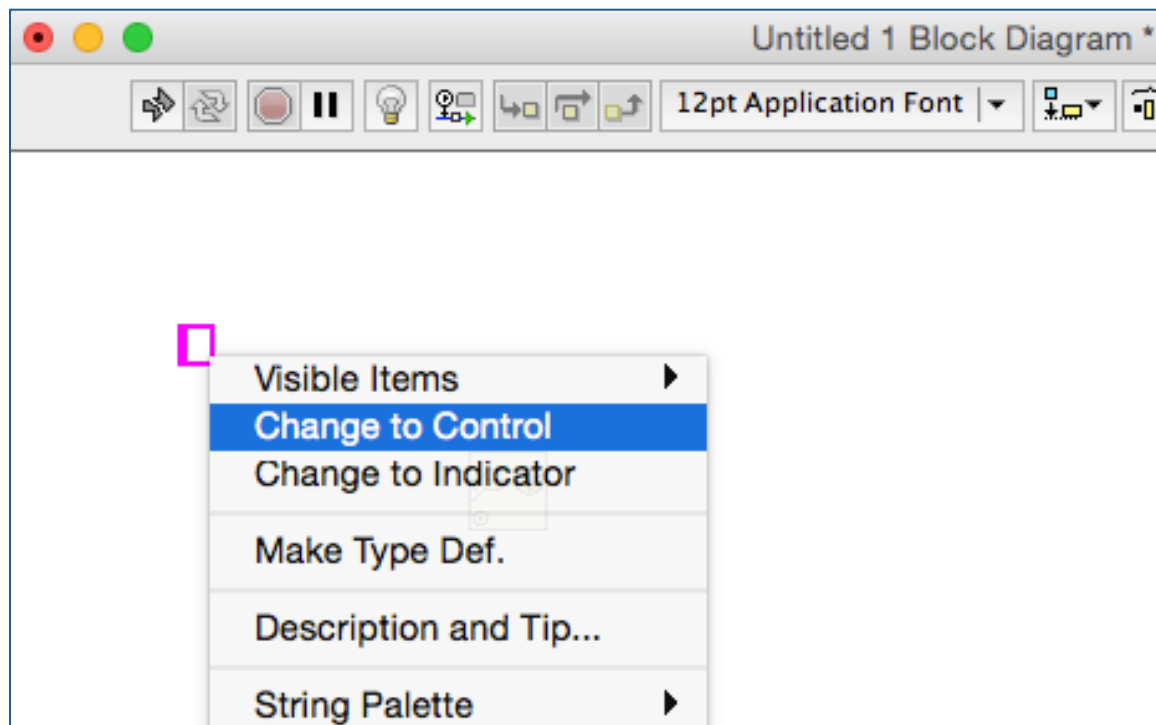 Untitled 1 Block Diagram *
12pt Application Font
Visible Items
Change to Control
Change to Indicator
Make Type Def.
Description and Tip...
String Palette